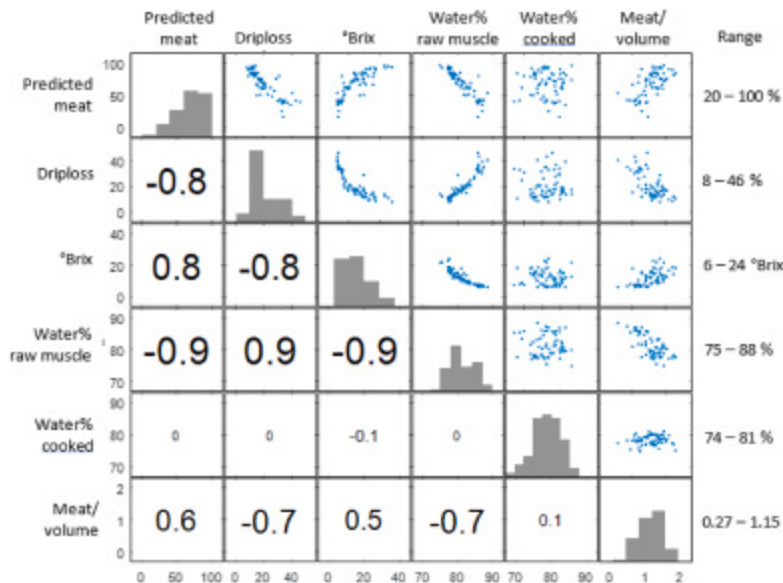 Predicted meat Driploss °Brix Water% raw muscle Water% cooked Meat/ volume Range
Predicted meat 100 50 0 20 – 100 %
Driploss 40 20 0 -0.8 8 – 46 %
°Brix 40 20 0 0.8 -0.8 6 – 24 °Brix
Water% raw muscle 90 80 70 -0.9 0.9 -0.9 75 – 88 %
Water% cooked 90 80 70 0 0 -0.1 0 74 – 81 %
Meat/ volume 2 1 0 0.6 -0.7 0.5 -0.7 0.1 0.27 – 1.15
0 50 100 0 20 40 0 20 40 70 80 90 70 80 90 0 1 2